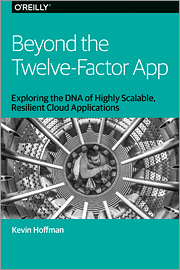 O'REILLY®
Beyond the
Twelve-Factor App
Exploring the DNA of Highly Scalable,
Resilient Cloud Applications
Kevin Hoffman